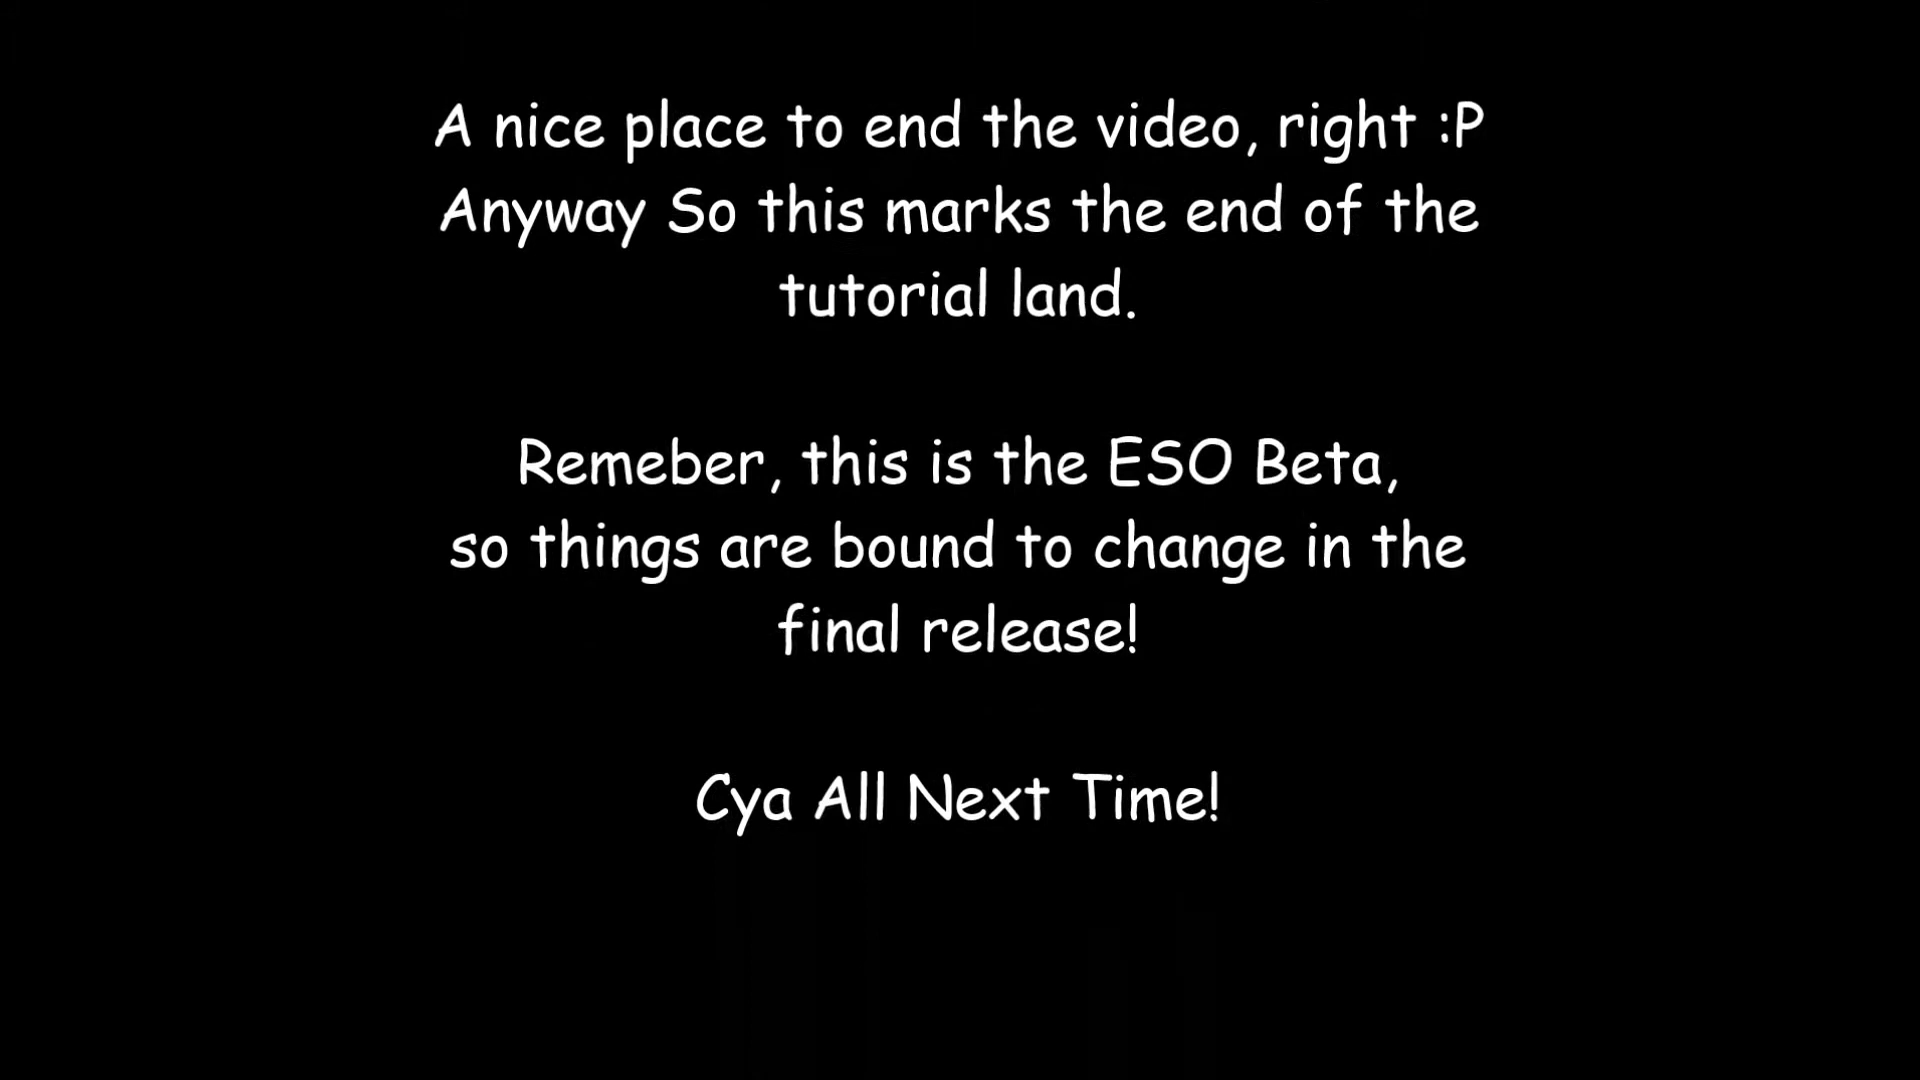 A nice place to end the video, right :P
Anyway So this marks the end of the
tutorial land.
Remeber, this is the ESO Beta,
so things are bound to change in the
final release!
Cya All Next Time!